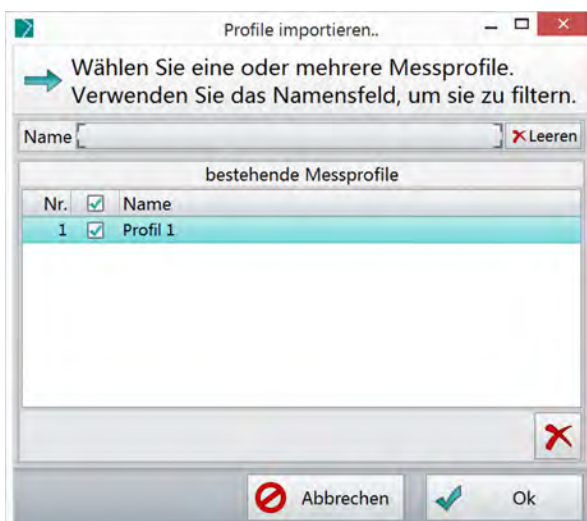 Profile importieren..
Wählen Sie eine oder mehrere Messprofile.
Verwenden Sie das Namensfeld, um sie zu filtern.
Name Leeren
bestehende Messprofile
Nr. Name
1 Profil 1
Abbrechen Ok